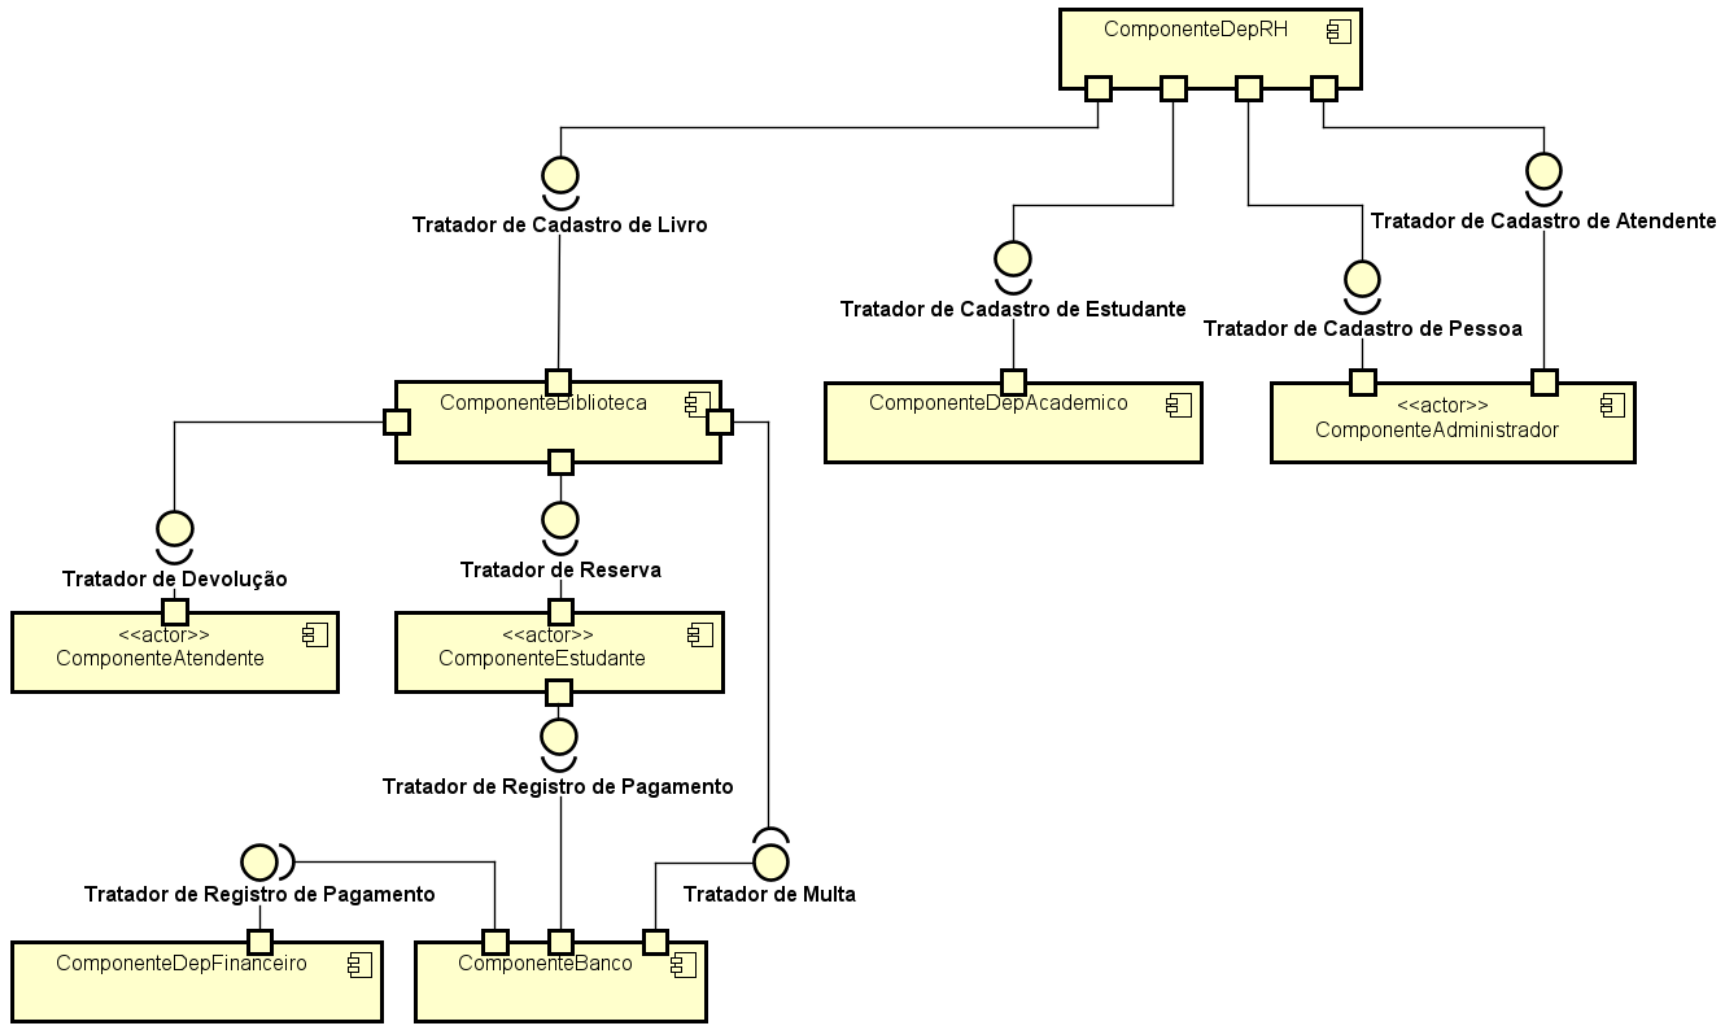 ComponenteDepRH
Tratador de Cadastro de Livro
Tratador de Cadastro de Atendente
Tratador de Cadastro de Estudante
Tratador de Cadastro de Pessoa
ComponenteBiblioteca
ComponenteDepAcademico
<<actor>>
ComponenteAdministrador
Tratador de Devolução
Tratador de Reserva
<<actor>>
ComponenteAtendente
<<actor>>
ComponenteEstudante
Tratador de Registro de Pagamento
Tratador de Registro de Pagamento
Tratador de Multa
ComponenteDepFinanceiro
ComponenteBanco